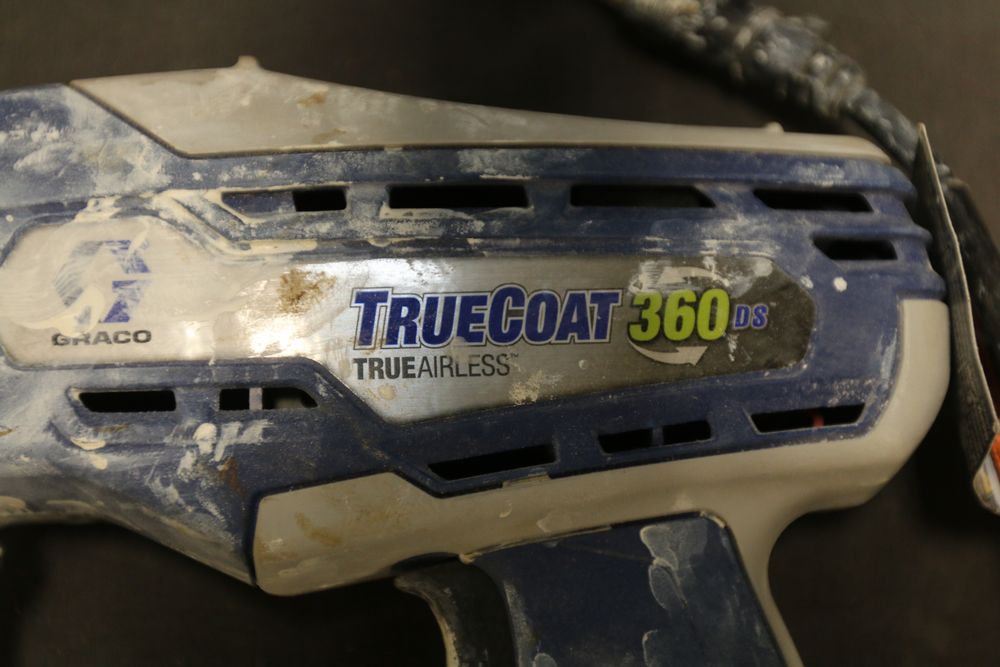 GRACO
TRUECOAT 360 DS
TRUEAIRLESS™